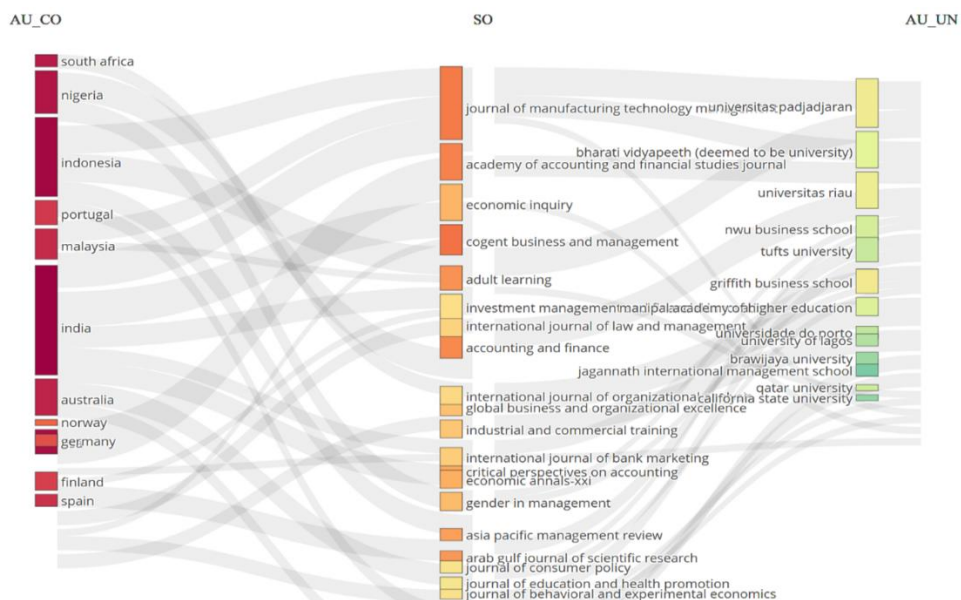 AU_CO
SO
AU_UN
south africa
nigeria
indonesia
portugal
malaysia
india
australia
norway
germany
finland
spain
journal of manufacturing technology
academy of accounting and financial studies journal
economic inquiry
cogent business and management
adult learning
investment management
international journal of law and management
accounting and finance
international journal of organizational
global business and organizational excellence
industrial and commercial training
international journal of bank marketing
critical perspectives on accounting
economic annals-xxi
gender in management
asia pacific management review
arab gulf journal of scientific research
journal of consumer policy
journal of education and health promotion
journal of behavioral and experimental economics
universitas padjadjaran
bharati vidyapeeth (deemed to be university)
universitas riau
nwu business school
tufts university
griffith business school
manipal academy of higher education
universidade do porto
university of lagos
brawijaya university
jagannath international management school
qatar university
california state university